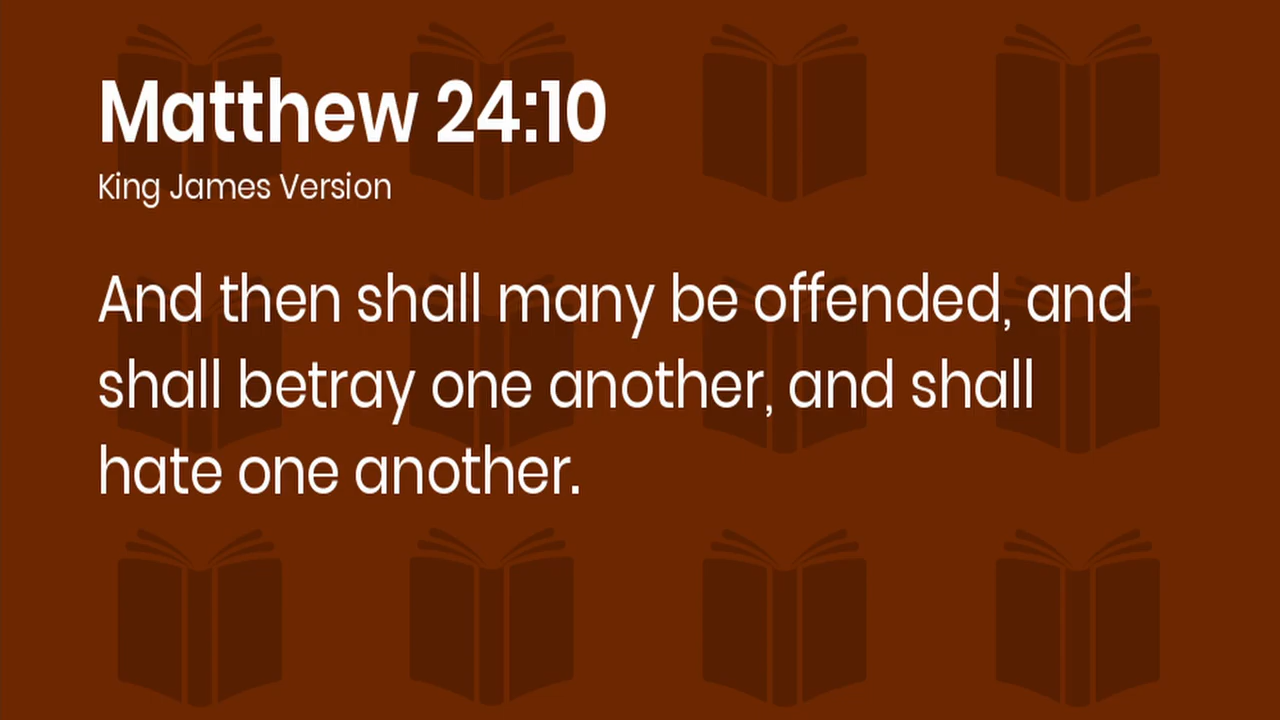 Matthew 24:10
King James Version
And then shall many be offended, and
shall betray one another, and shall
hate one another.